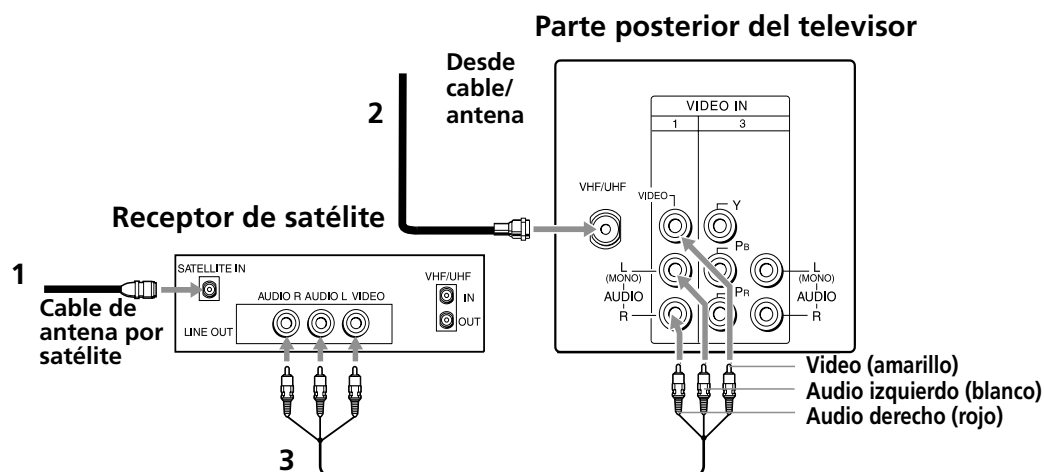 Parte posterior del televisor
Desde
cable/
antena
2
VIDEO IN
1
3
VHF/UHF
VIDEO
Y
PB
PR
L
(MONO)
AUDIO
R
L
(MONO)
AUDIO
R
Receptor de satélite
1
SATELLITE IN
VHF/UHF
IN
OUT
AUDIO R AUDIO L VIDEO
LINE OUT
Cable de
antena por
satélite
Video (amarillo)
Audio izquierdo (blanco)
Audio derecho (rojo)
3